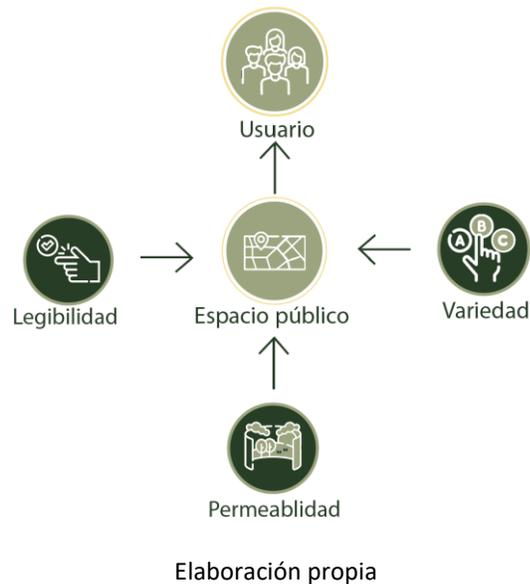 Usuario
A B C
Legibilidad
Espacio público
Variedad
Permeablidad
Elaboración propia